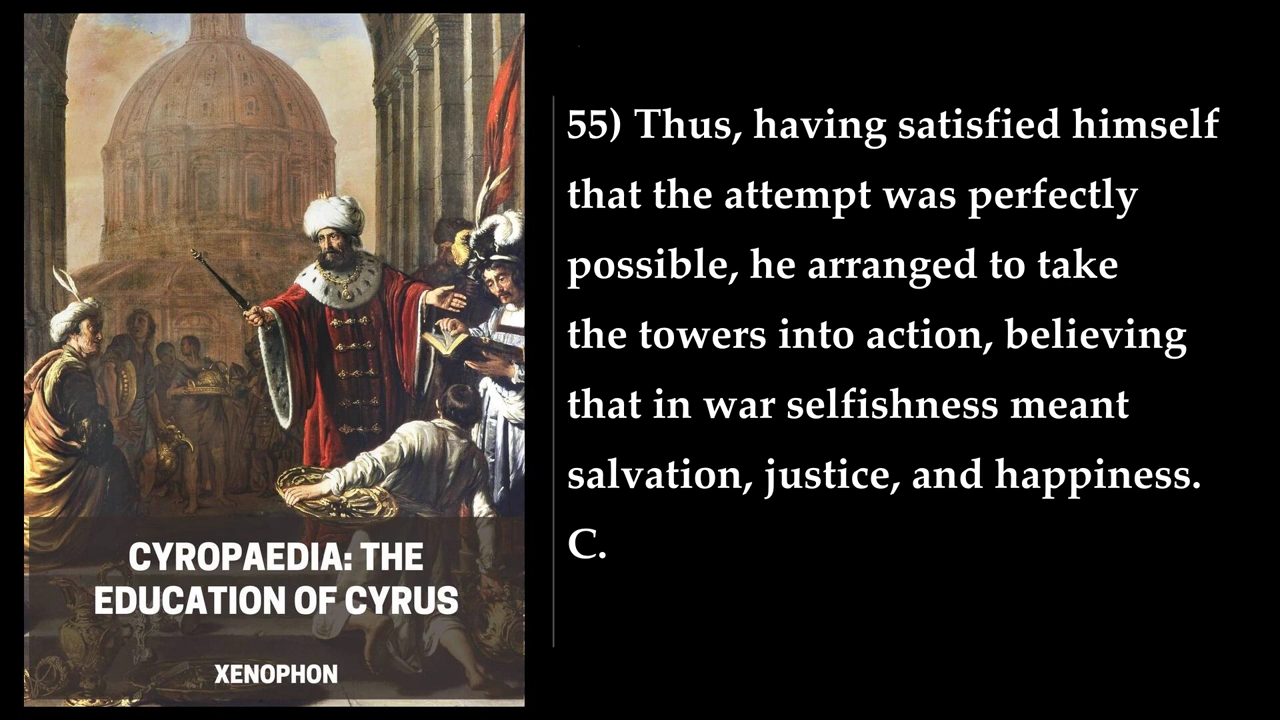 CYROPAEDIA: THE
EDUCATION OF CYRUS
XENOPHON
55) Thus, having satisfied himself
that the attempt was perfectly
possible, he arranged to take
the towers into action, believing
that in war selfishness meant
salvation, justice, and happiness.
C.